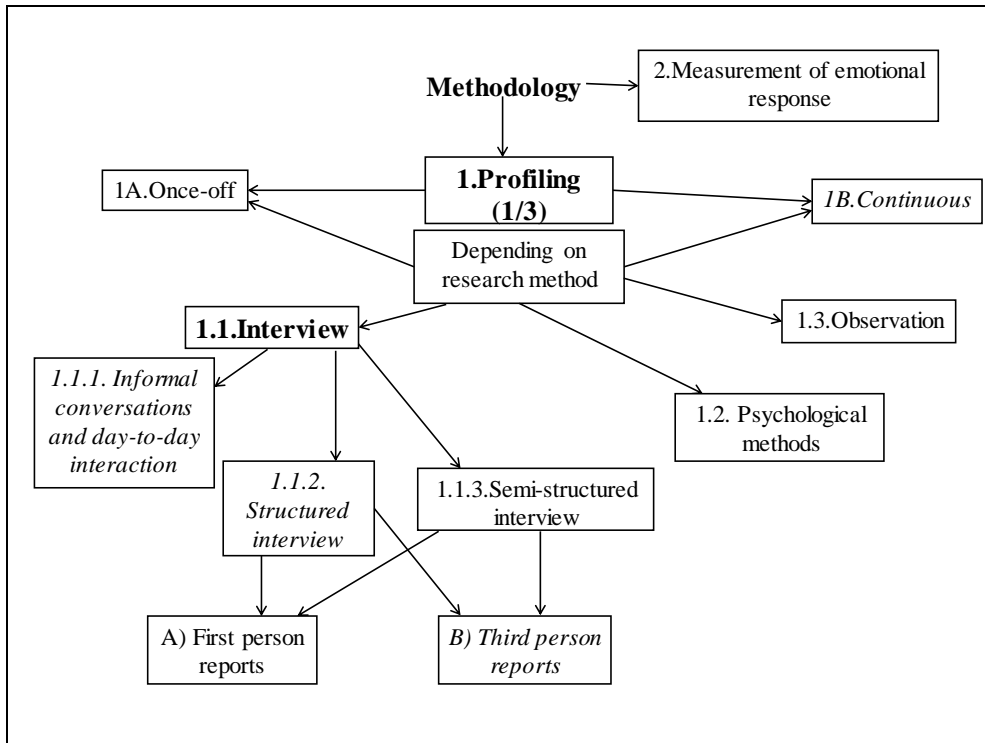 Methodology
2.Measurement of emotional
response
1A.Once-off
1.Profiling
(1/3)
1B.Continuous
Depending on
research method
1.1.Interview
1.3.Observation
1.1.1. Informal
conversations
and day-to-day
interaction
1.2. Psychological
methods
1.1.2.
Structured
interview
1.1.3.Semi-structured
interview
A) First person
reports
B) Third person
reports